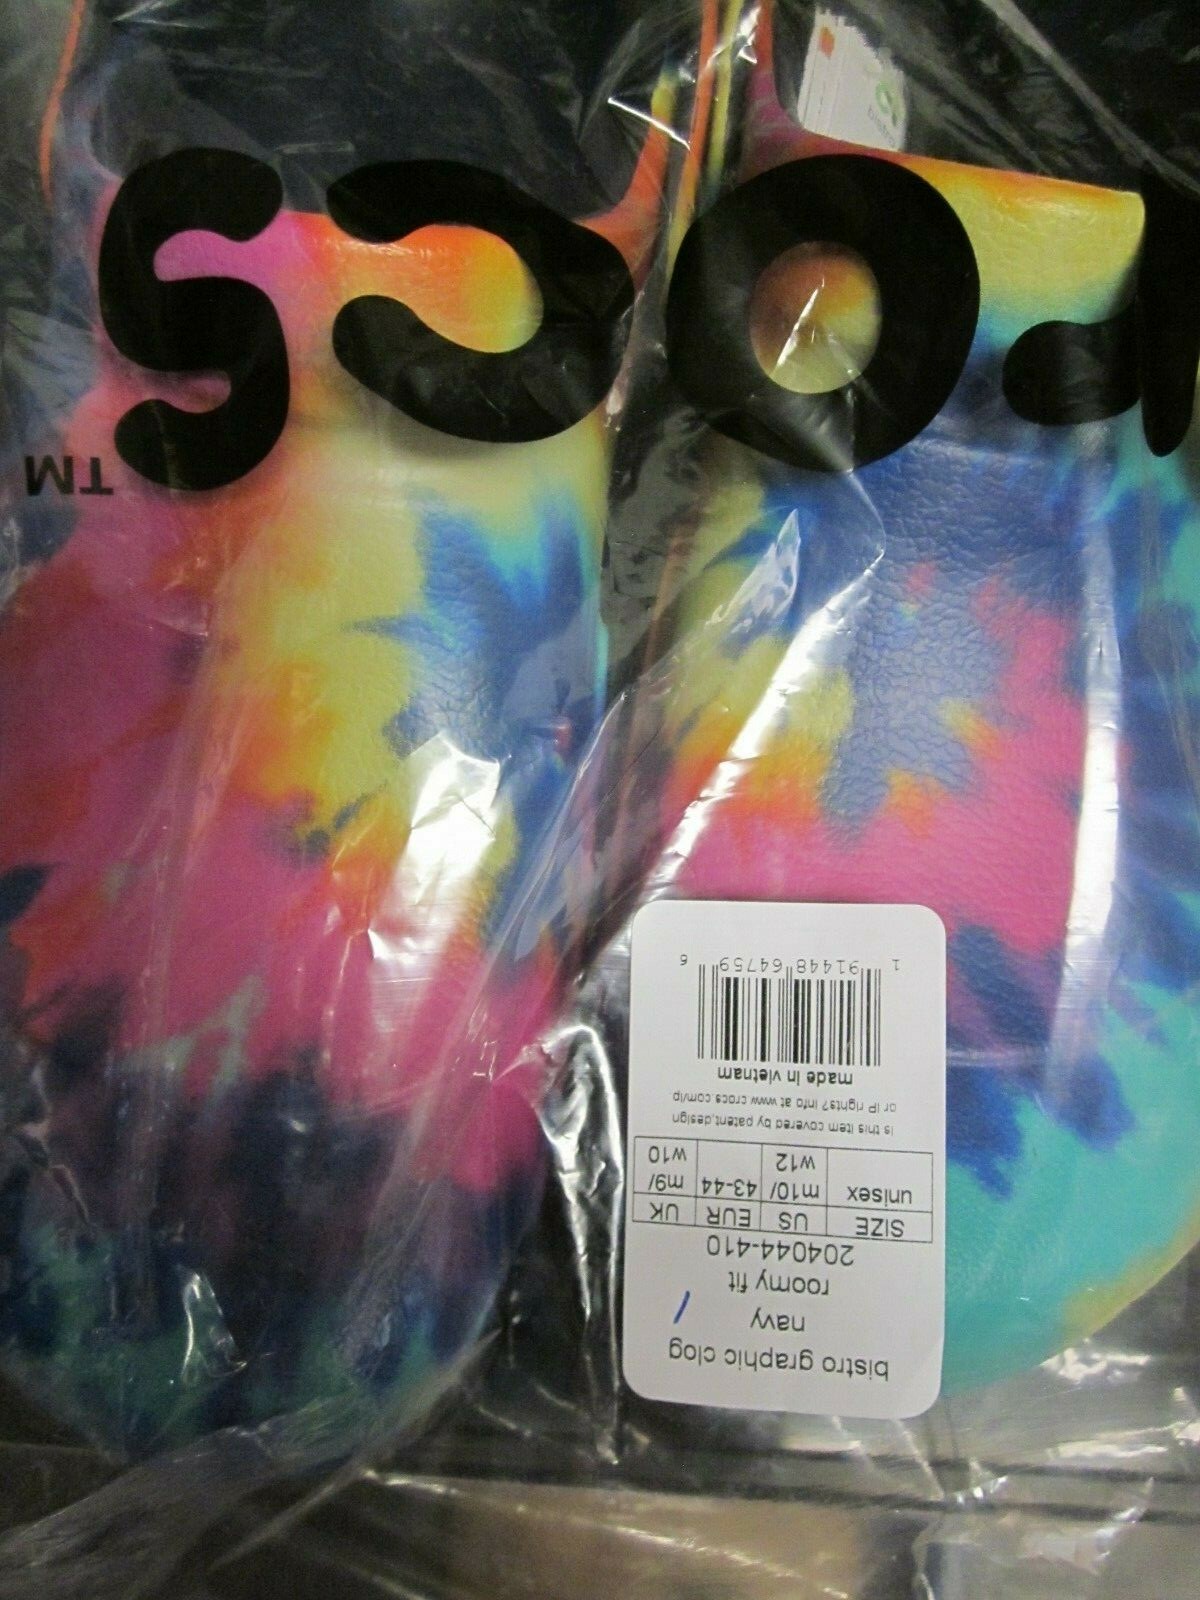 rocs
TM
bistro graphic clog
navy
roomy fit
204044-410
SIZE US EUR UK
unisex m10/ 43-44 m9/
w12 w10
is this item covered by patent,design
or IP rights? info at www.crocs.com/ip
made in vietnam
1 91448 64759 6